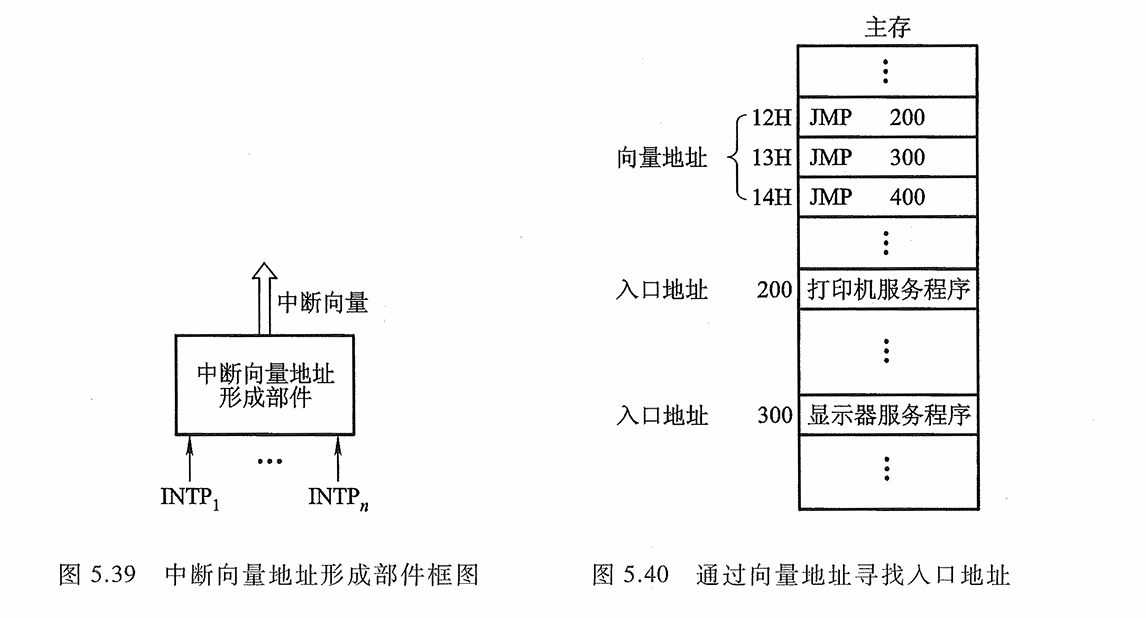 中断向量
中断向量地址
形成部件
INTP1
…
INTPn
图 5.39 中断向量地址形成部件框图
主存
⋮
向量地址
12H JMP 200
13H JMP 300
14H JMP 400
⋮
入口地址 200 打印机服务程序
⋮
入口地址 300 显示器服务程序
⋮
图 5.40 通过向量地址寻找入口地址